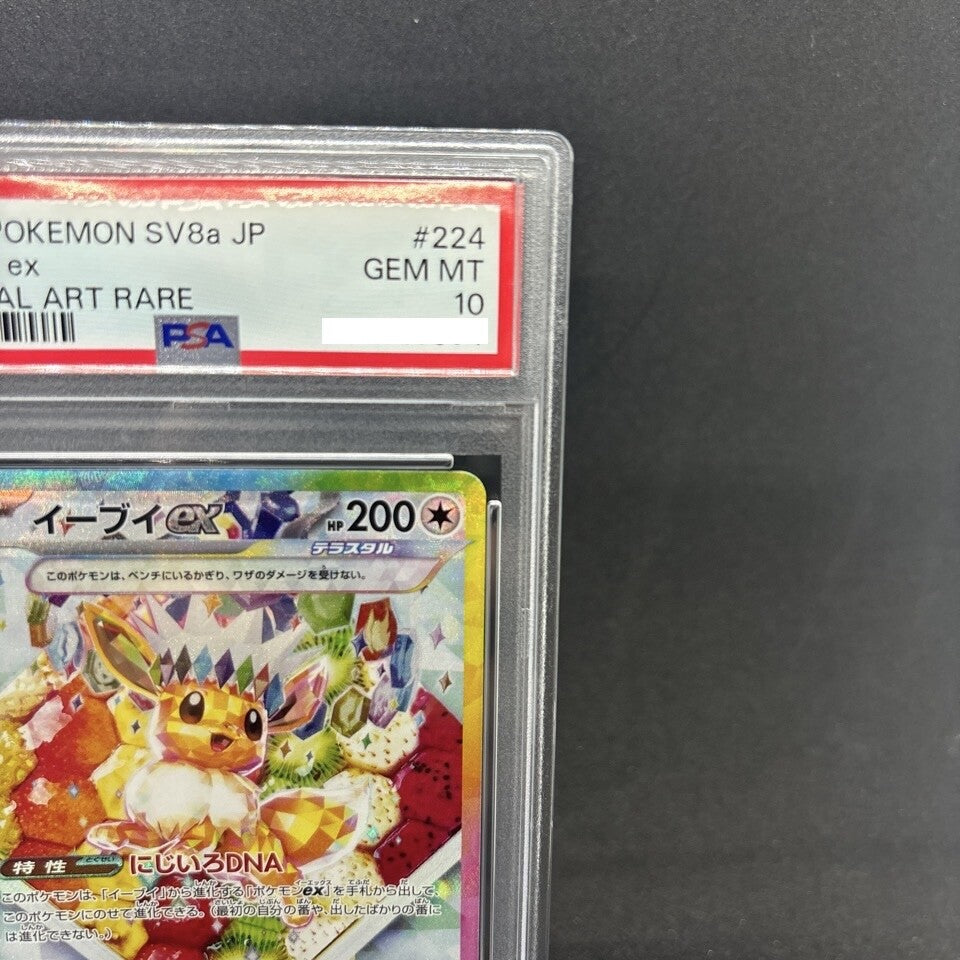 POKEMON SV8a JP #224
ex GEM MT
AL ART RARE 10
PSA
イーブイex HP 200
テラスタル
このポケモンは、ベンチにいるかぎり、ワザのダメージを受けない。
特性 とくせい にじいろDNA
このポケモンは、「イーブイ」から進化する「ポケモンex」を手札から出して、
このポケモンにのせて進化できる。(最初の自分の番や、出したばかりの番に
は進化できない。)